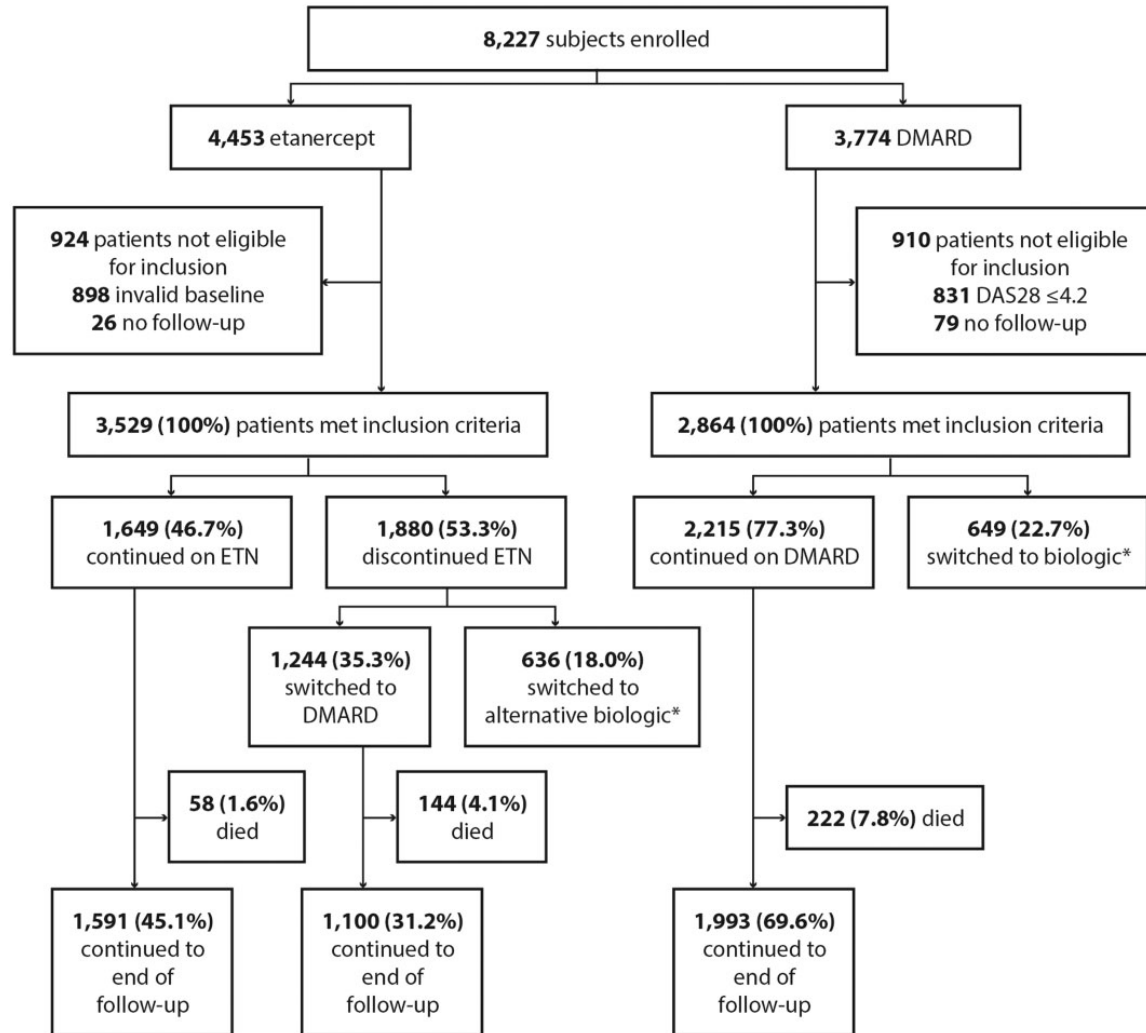 8,227 subjects enrolled
4,453 etanercept
3,774 DMARD
924 patients not eligible
for inclusion
898 invalid baseline
26 no follow-up
910 patients not eligible
for inclusion
831 DAS28 ≤4.2
79 no follow-up
3,529 (100%) patients met inclusion criteria
2,864 (100%) patients met inclusion criteria
1,649 (46.7%)
continued on ETN
1,880 (53.3%)
discontinued ETN
2,215 (77.3%)
continued on DMARD
649 (22.7%)
switched to biologic*
1,244 (35.3%)
switched to
DMARD
636 (18.0%)
switched to
alternative biologic*
58 (1.6%)
died
144 (4.1%)
died
222 (7.8%) died
1,591 (45.1%)
continued to
end of
follow-up
1,100 (31.2%)
continued to
end of
follow-up
1,993 (69.6%)
continued to
end of
follow-up